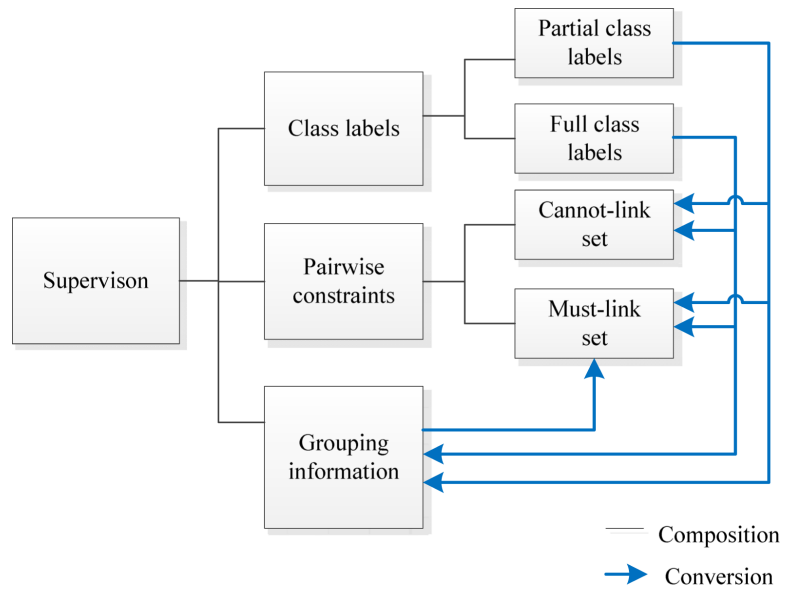 Partial class
labels
Class labels
Full class
labels
Supervison
Pairwise
constraints
Cannot-link
set
Must-link
set
Grouping
information
Composition
Conversion